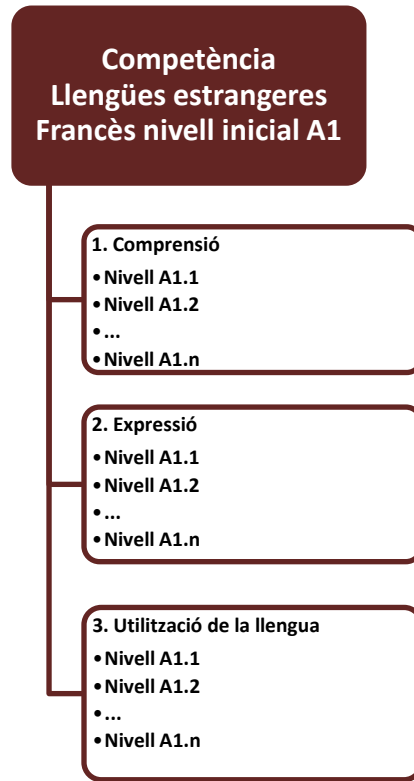 Competència
Llengües estrangeres
Francès nivell inicial A1
1. Comprensió
•Nivell A1.1
•Nivell A1.2
•...
•Nivell A1.n
2. Expressió
•Nivell A1.1
•Nivell A1.2
•...
•Nivell A1.n
3. Utilització de la llengua
•Nivell A1.1
•Nivell A1.2
•...
•Nivell A1.n